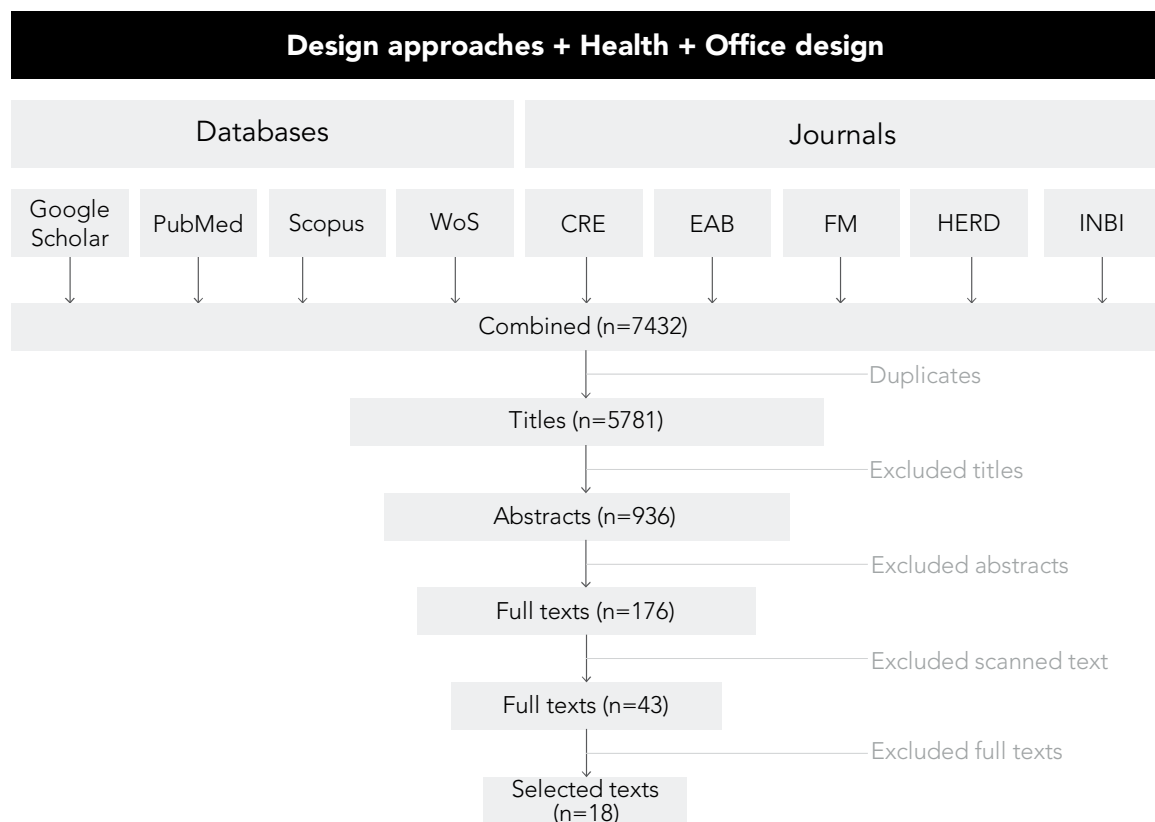 Design approaches + Health + Office design
Databases
Journals
Google
Scholar
PubMed
Scopus
WoS
CRE
EAB
FM
HERD
INBI
Combined (n=7432)
Duplicates
Titles (n=5781)
Excluded titles
Abstracts (n=936)
Excluded abstracts
Full texts (n=176)
Excluded scanned text
Full texts (n=43)
Excluded full texts
Selected texts
(n=18)